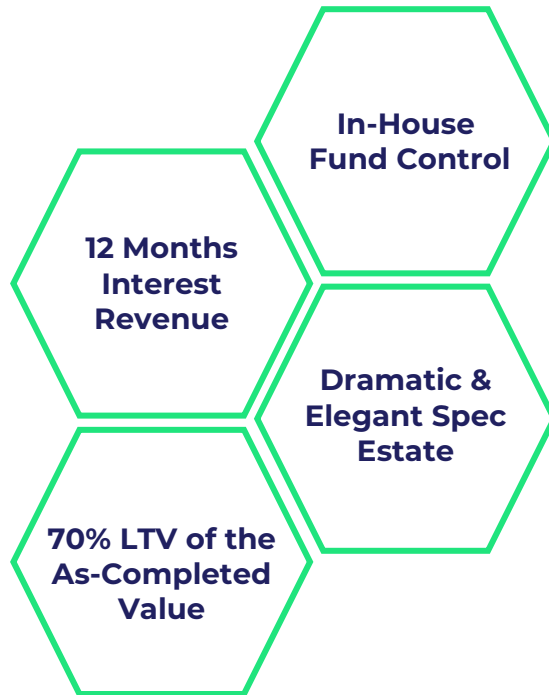 In-House
Fund Control
12 Months
Interest
Revenue
Dramatic &
Elegant Spec
Estate
70% LTV of the
As-Completed
Value